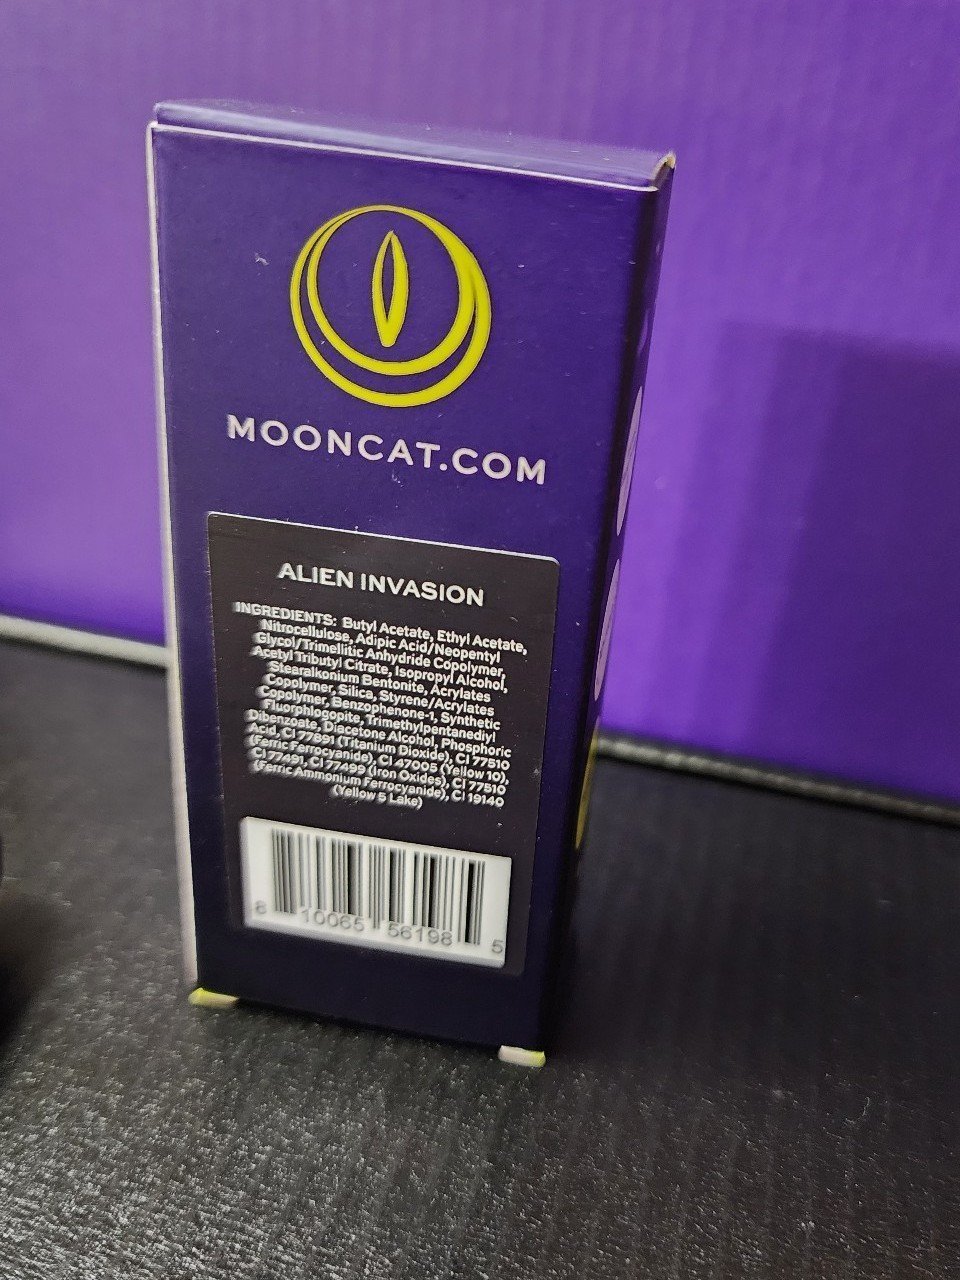 MOONCAT.COM
ALIEN INVASION
INGREDIENTS: Butyl Acetate, Ethyl Acetate,
Nitrocellulose, Adipic Acid/Neopentyl
Glycol/Trimellitic Anhydride Copolymer,
Acetyl Tributyl Citrate, Isopropyl Alcohol,
Stearalkonium Bentonite, Acrylates
Copolymer, Silica, Styrene/Acrylates
Copolymer, Benzophenone-1, Synthetic
Fluorphlogopite, Trimethylpentanediyl
Dibenzoate, Diacetone Alcohol, Phosphoric
Acid, CI 77891 (Titanium Dioxide), CI 77510
(Ferric Ferrocyanide), CI 47005 (Yellow 10),
CI 77491, CI 77499 (Iron Oxides), CI 77510
(Ferric Ammonium Ferrocyanide), CI 19140
(Yellow 5 Lake)
8 10065 56198 5